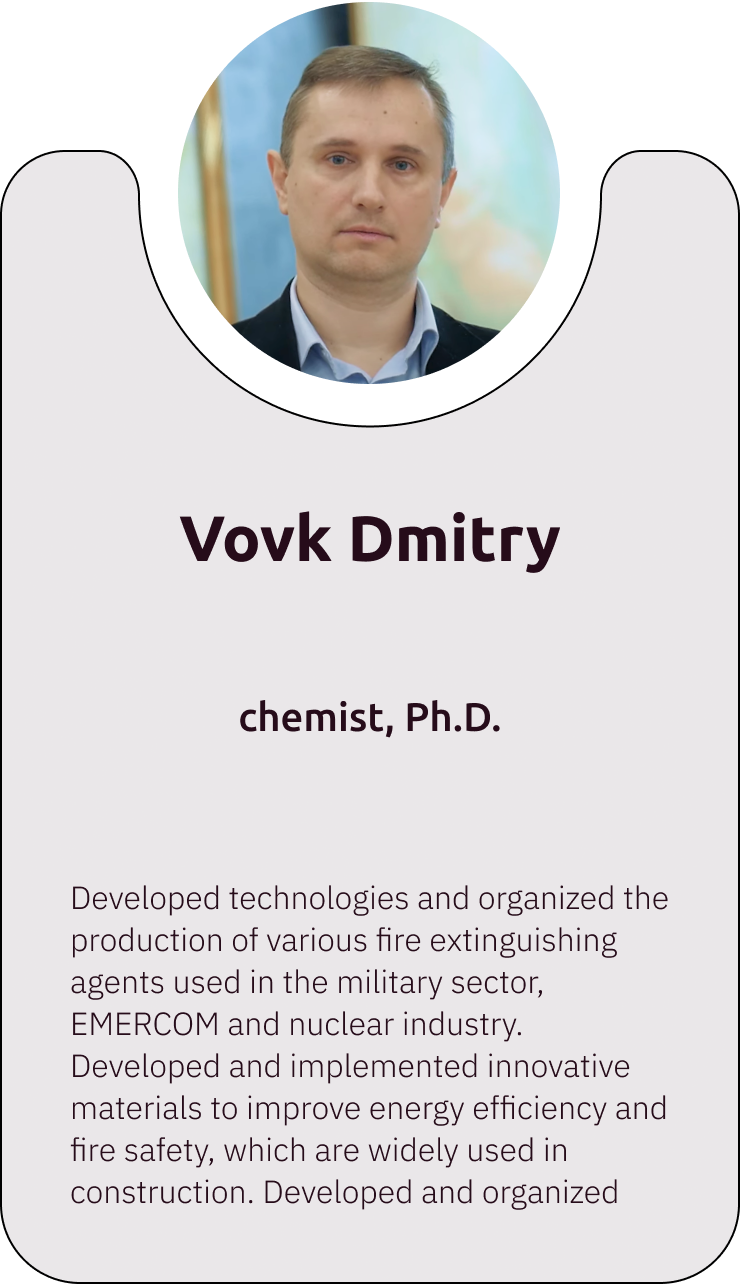 Vovk Dmitry
chemist, Ph.D.
Developed technologies and organized the
production of various fire extinguishing
agents used in the military sector,
EMERCOM and nuclear industry.
Developed and implemented innovative
materials to improve energy efficiency and
fire safety, which are widely used in
construction. Developed and organized